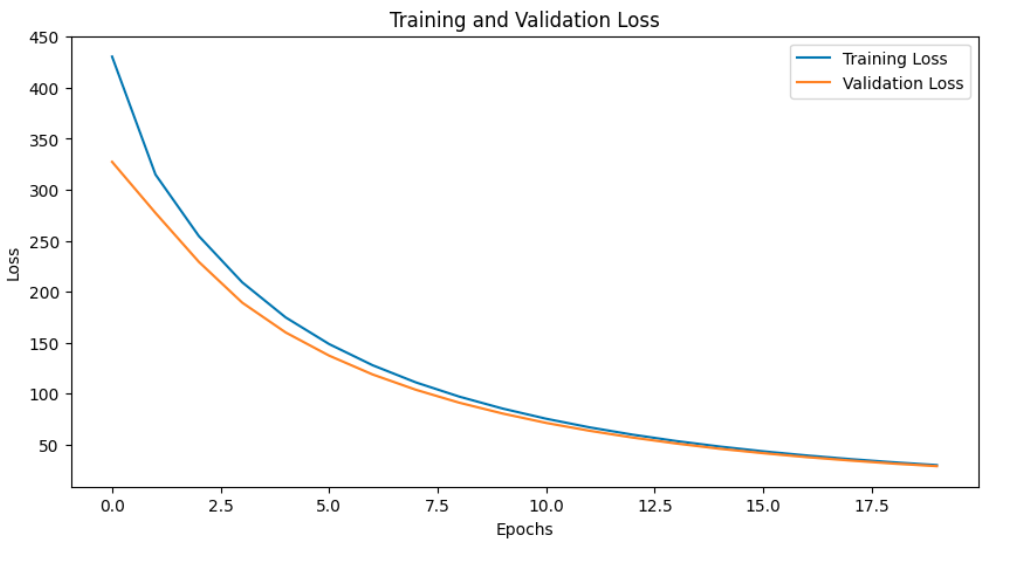 Training and Validation Loss
450
400
350
300
250
200
150
100
50
Loss
Training Loss
Validation Loss
0.0 2.5 5.0 7.5 10.0 12.5 15.0 17.5
Epochs